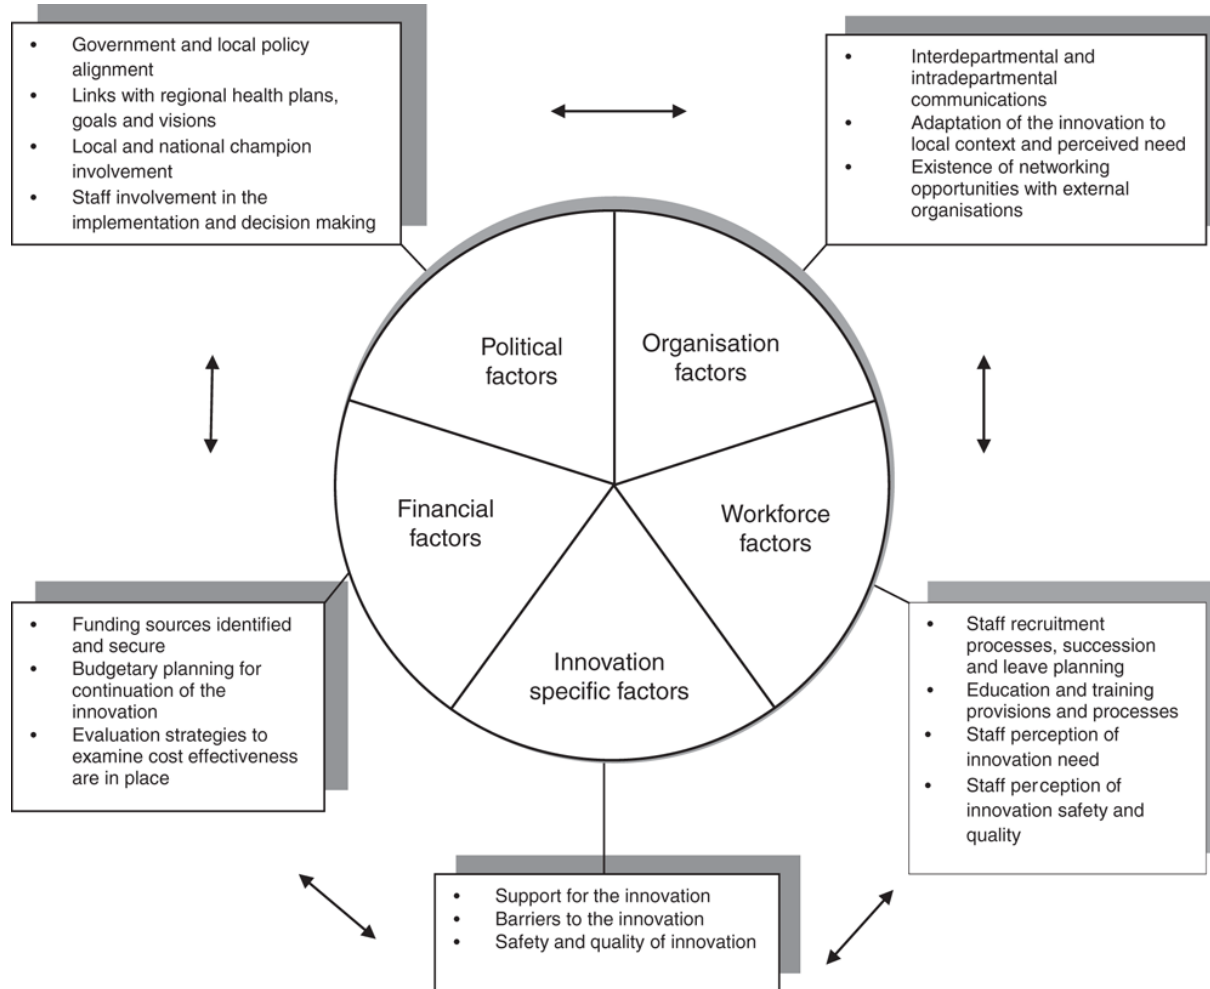 • Government and local policy
alignment
• Links with regional health plans,
goals and visions
• Local and national champion
involvement
• Staff involvement in the
implementation and decision making
• Interdepartmental and
intradepartmental
communications
• Adaptation of the innovation to
local context and perceived need
• Existence of networking
opportunities with external
organisations
Political
factors
Organisation
factors
Financial
factors
Workforce
factors
Innovation
specific factors
• Funding sources identified
and secure
• Budgetary planning for
continuation of the
innovation
• Evaluation strategies to
examine cost effectiveness
are in place
• Staff recruitment
processes, succession
and leave planning
• Education and training
provisions and processes
• Staff perception of
innovation need
• Staff perception of
innovation safety and
quality
• Support for the innovation
• Barriers to the innovation
• Safety and quality of innovation